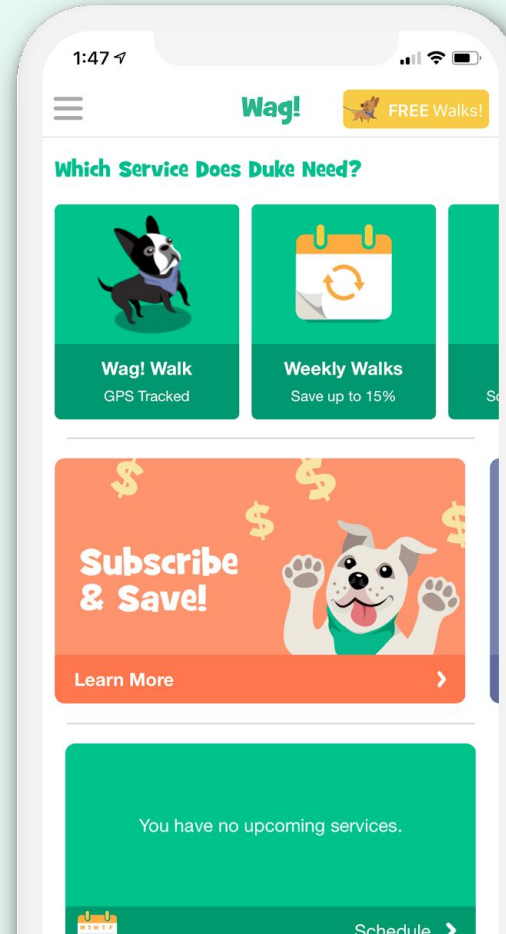 1:47
Wag!
FREE Walks!
Which Service Does Duke Need?
Wag! Walk
GPS Tracked
Weekly Walks
Save up to 15%
Subscribe
& Save!
Learn More
You have no upcoming services.
Schedule